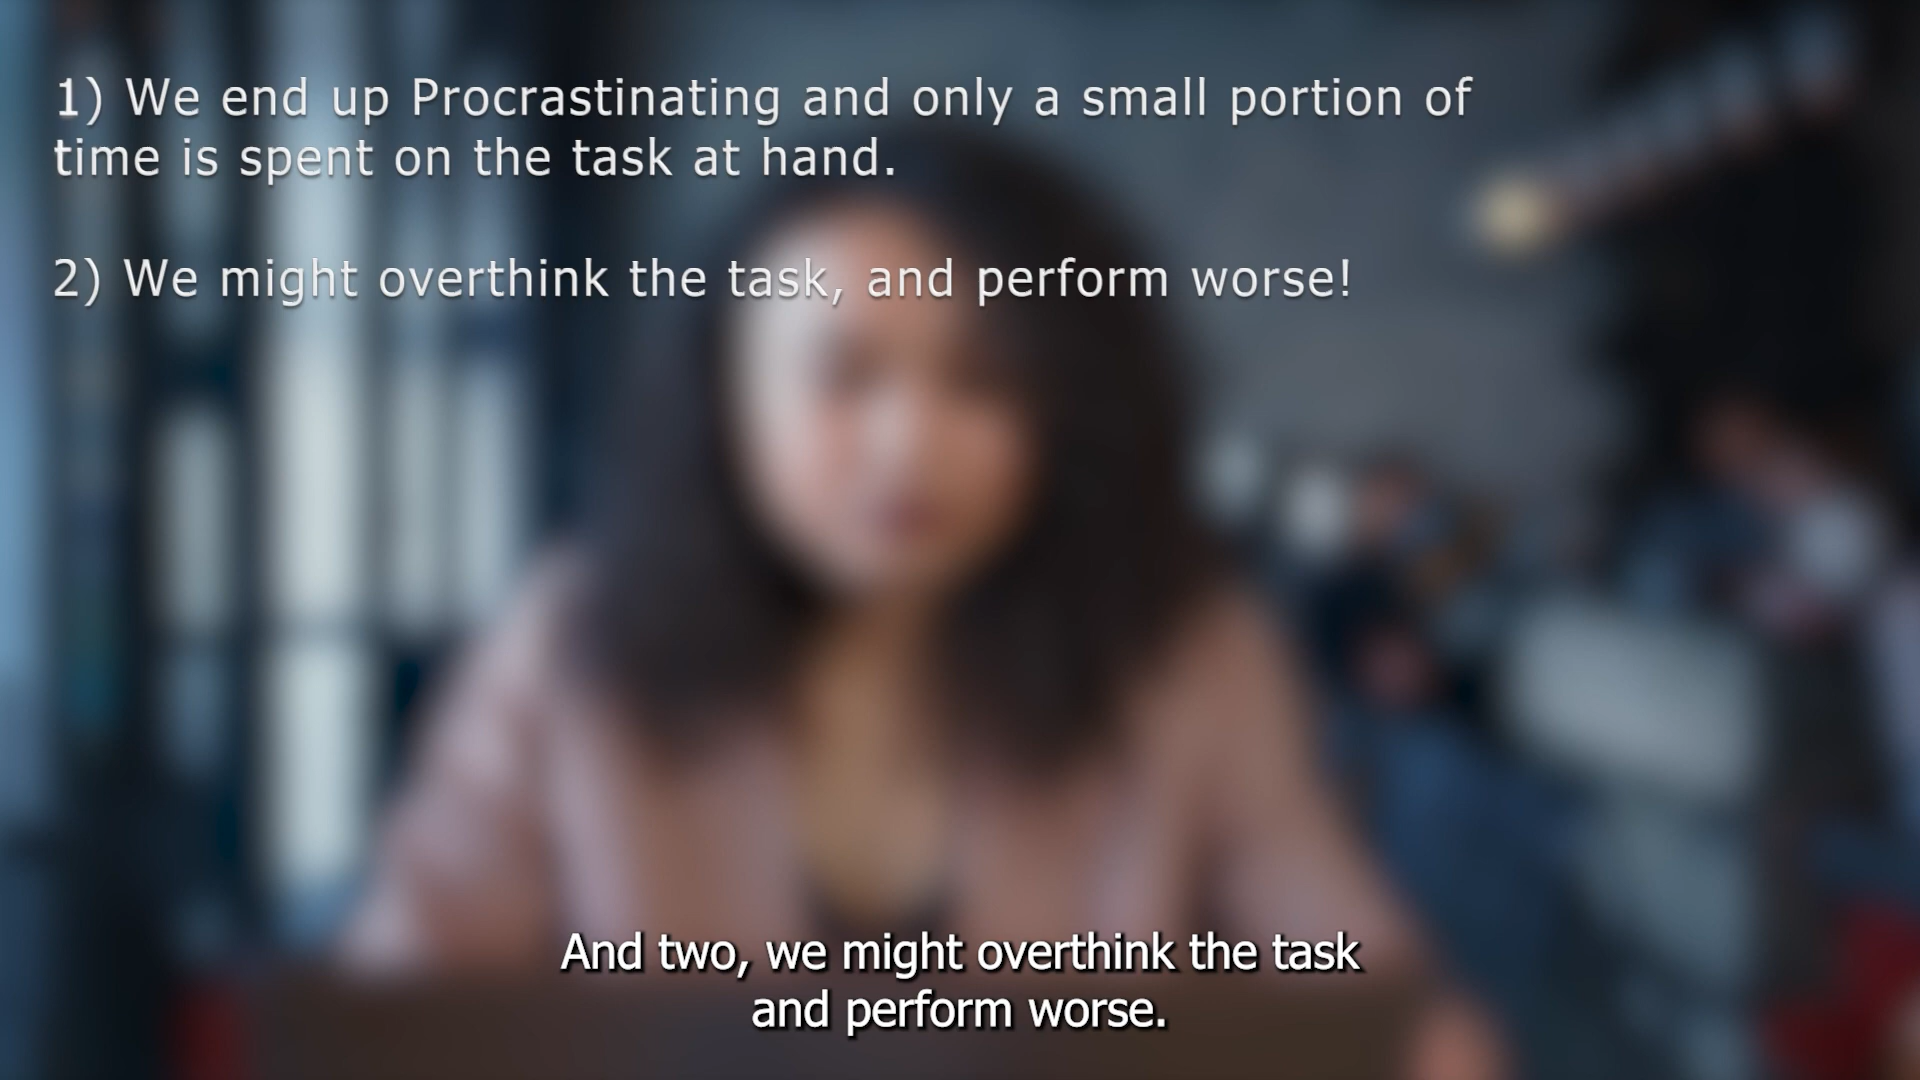 1) We end up Procrastinating and only a small portion of
time is spent on the task at hand.
2) We might overthink the task, and perform worse!
And two, we might overthink the task
and perform worse.